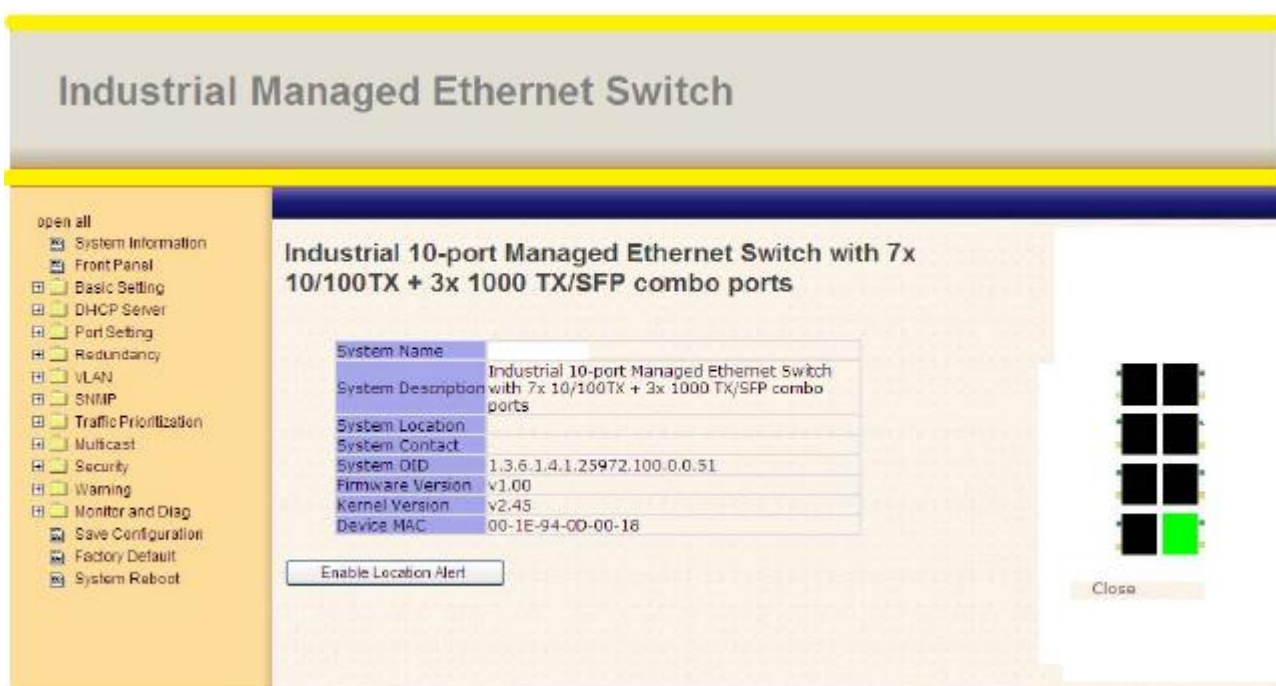 Industrial Managed Ethernet Switch
open all
System Information
Front Panel
Basic Setting
DHCP Server
Port Setting
Redundancy
VLAN
SNMP
Traffic Prioritization
Multicast
Security
Warning
Monitor and Diag
Save Configuration
Factory Default
System Reboot
Industrial 10-port Managed Ethernet Switch with 7x
10/100TX + 3x 1000 TX/SFP combo ports
System Name
System Description Industrial 10-port Managed Ethernet Switch
with 7x 10/100TX + 3x 1000 TX/SFP combo
ports
System Location
System Contact
System OID 1.3.6.1.4.1.25972.100.0.0.51
Firmware Version v1.00
Kernel Version v2.45
Device MAC 00-1E-94-0D-00-18
Enable Location Alert
Close